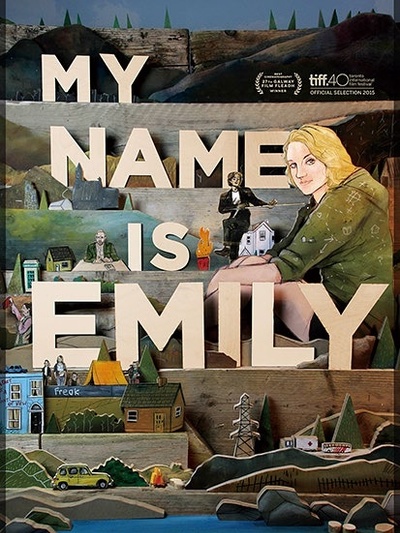 MY
NAME
IS
EMILY
BEST
CINEMATOGRAPHY
27TH GALWAY
FILM FLEADH
WINNER
tiff.40
toronto
international
film festival
OFFICIAL SELECTION 2015
Freak